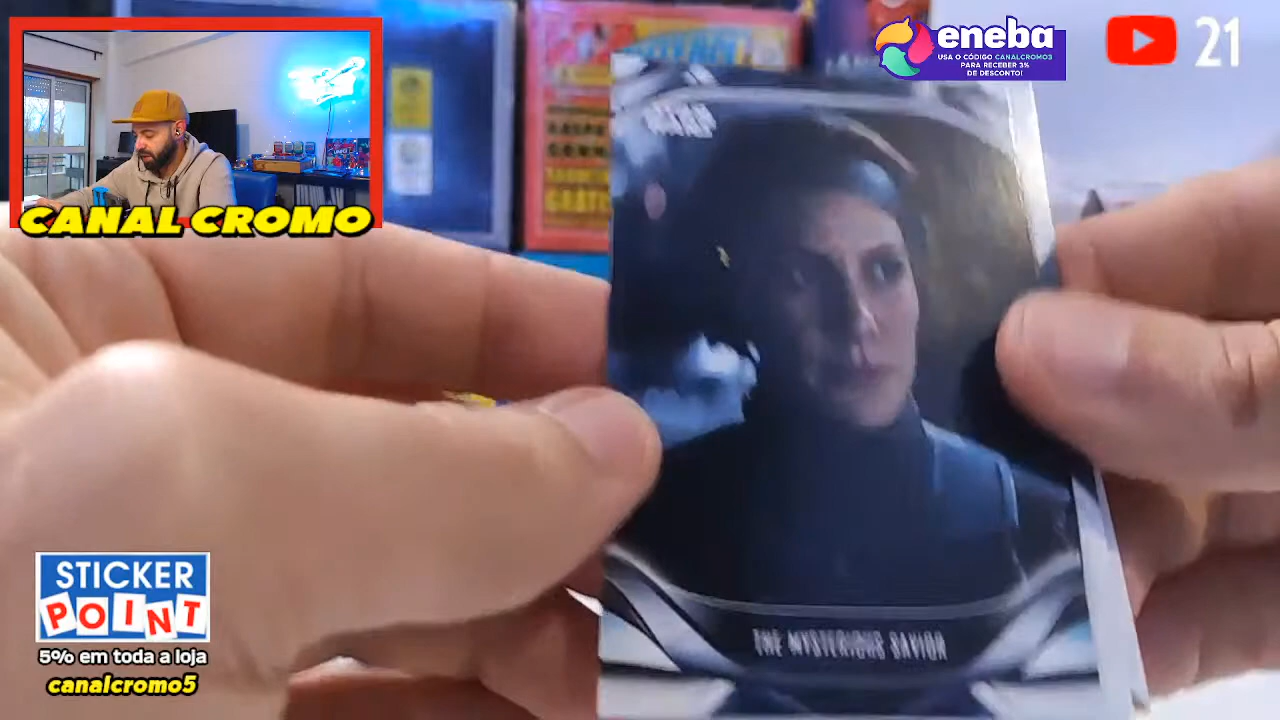 CANAL CROMO
eneba
USA O CÓDIGO CANALCROMO3
PARA RECEBER 3%
DE DESCONTO!
21
THE MYSTERIOUS SAVIOR
STICKER
POINT
5% em toda a loja
canalcromo5